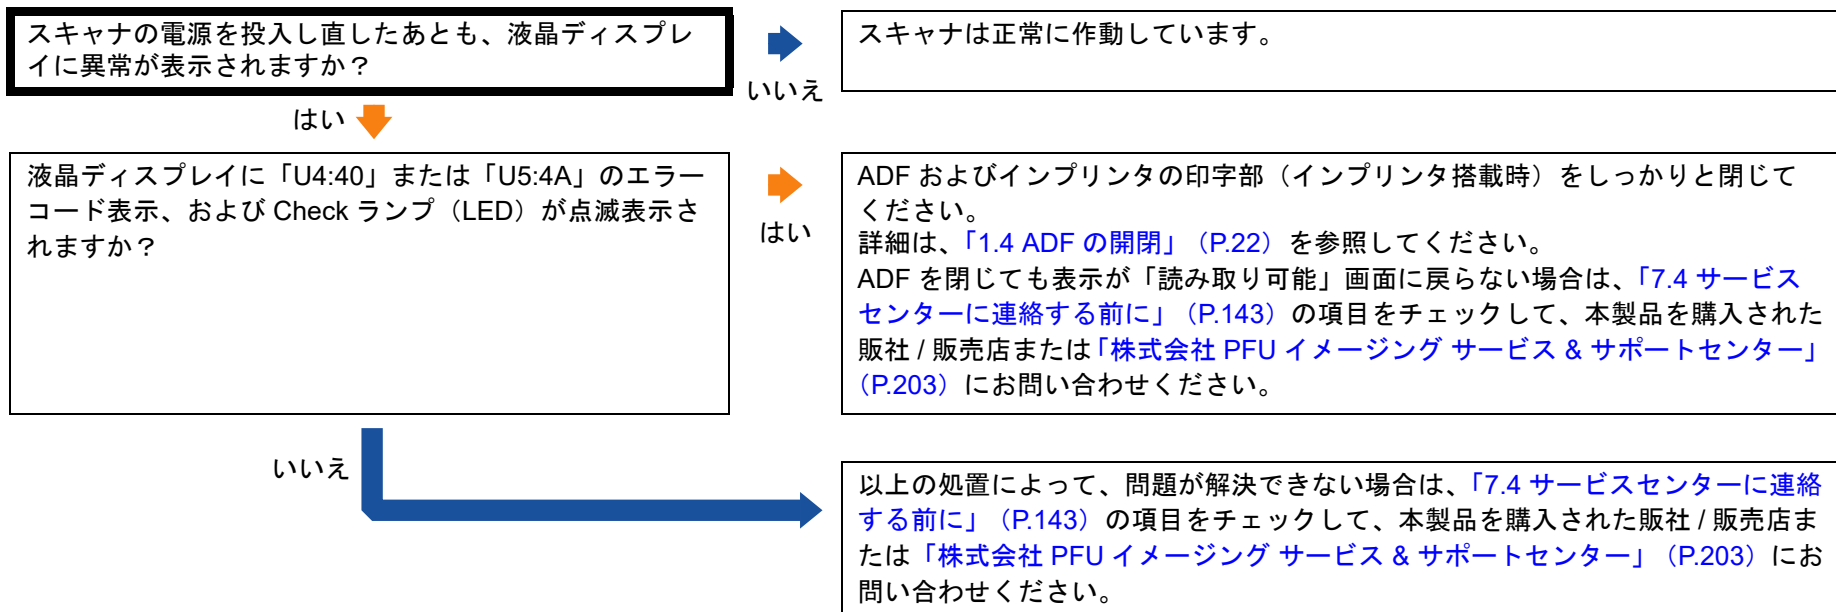 スキャナの電源を投入し直したあとも、液晶ディスプレ
イに異常が表示されますか？
いいえ
スキャナは正常に作動しています。
はい
液晶ディスプレイに「U4:40」または「U5:4A」のエラー
コード表示、および Check ランプ（LED）が点滅表示さ
れますか？
はい
ADF およびインプリンタの印字部（インプリンタ搭載時）をしっかりと閉じて
ください。
詳細は、「1.4 ADF の開閉」（P.22）を参照してください。
ADF を閉じても表示が「読み取り可能」画面に戻らない場合は、「7.4 サービス
センターに連絡する前に」（P.143）の項目をチェックして、本製品を購入された
販社 / 販売店または「株式会社 PFU イメージング サービス & サポートセンター」
（P.203）にお問い合わせください。
いいえ
以上の処置によって、問題が解決できない場合は、「7.4 サービスセンターに連絡
する前に」（P.143）の項目をチェックして、本製品を購入された販社 / 販売店ま
たは「株式会社 PFU イメージング サービス & サポートセンター」（P.203）にお
問い合わせください。